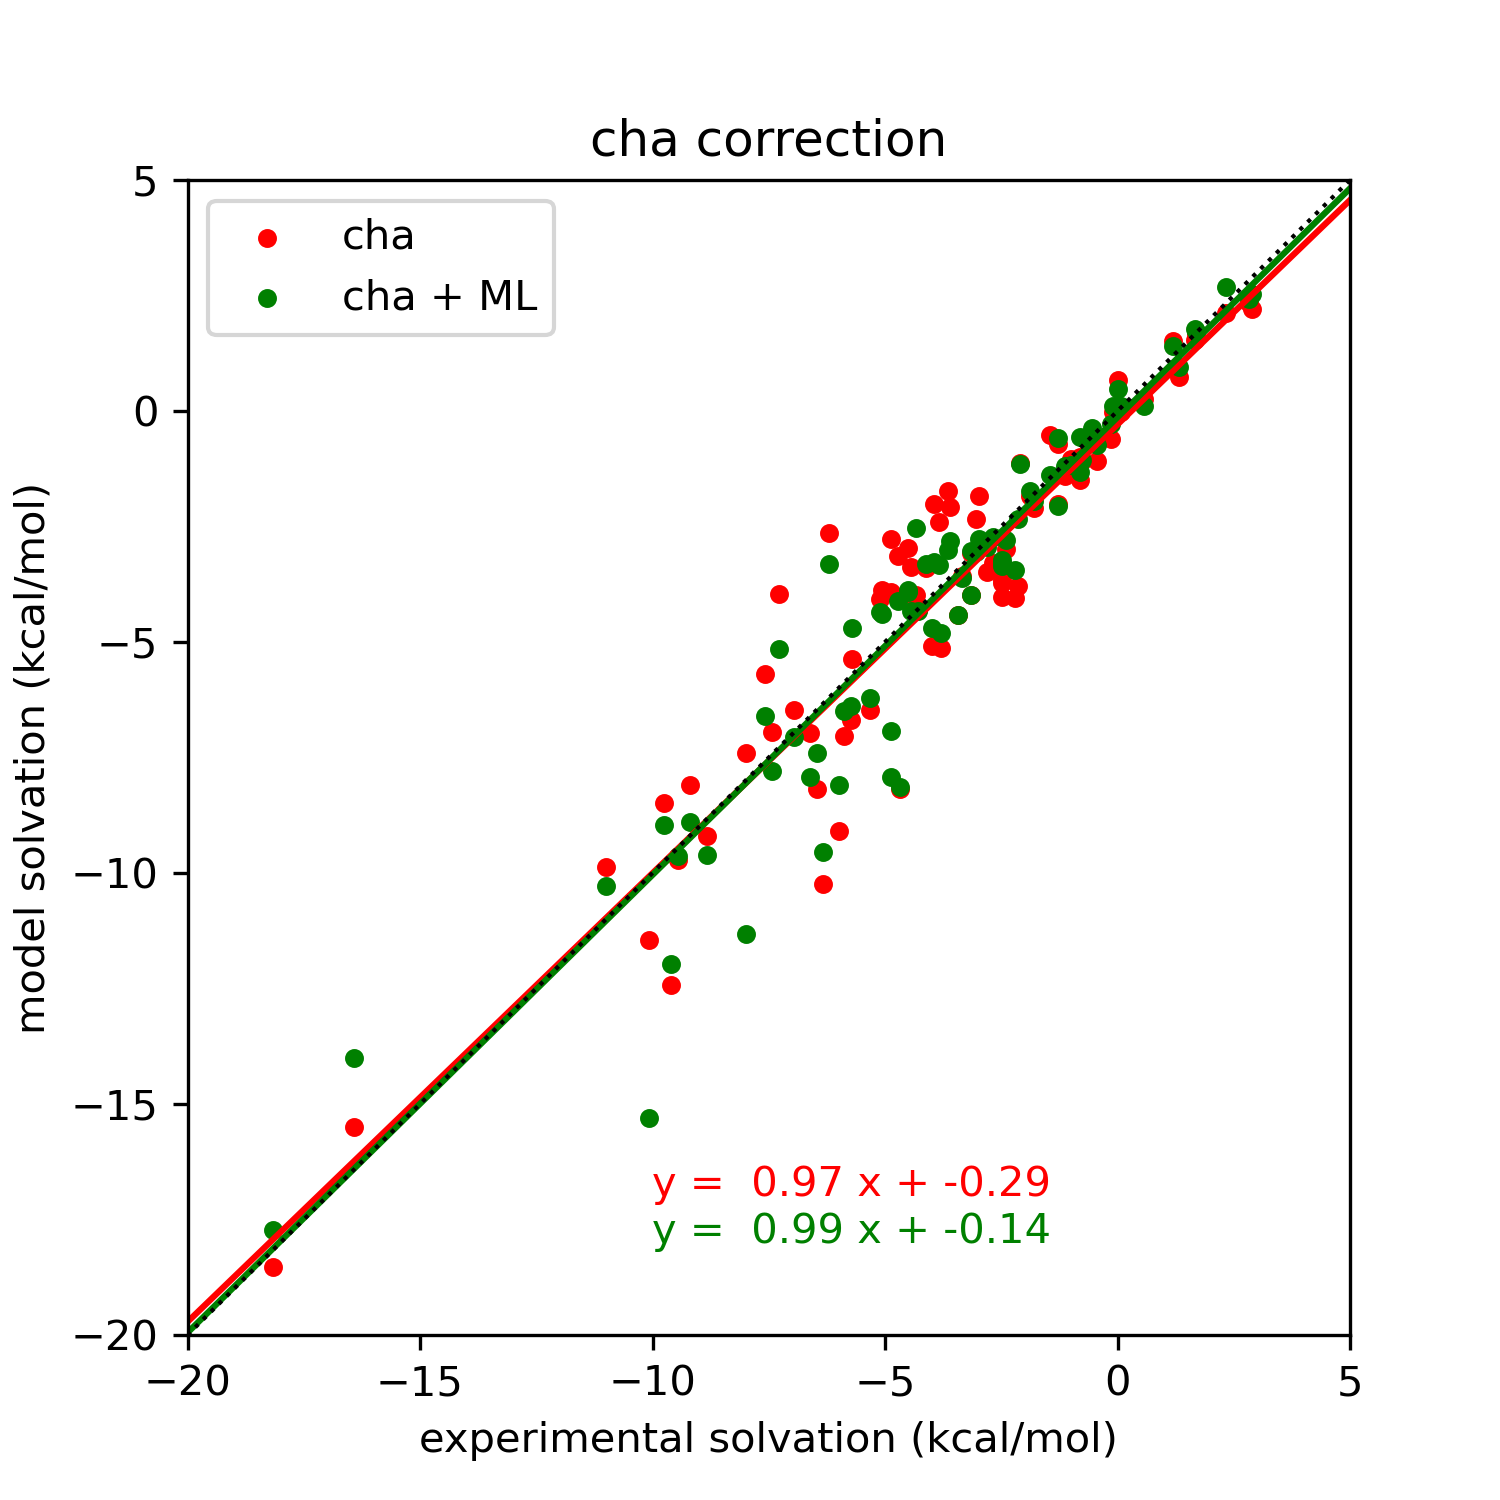 cha correction
5
cha
cha + ML
0
−5
−10
−15
−20
model solvation (kcal/mol)
y =  0.97 x + -0.29
y =  0.99 x + -0.14
−20
−15
−10
−5
0
5
experimental solvation (kcal/mol)